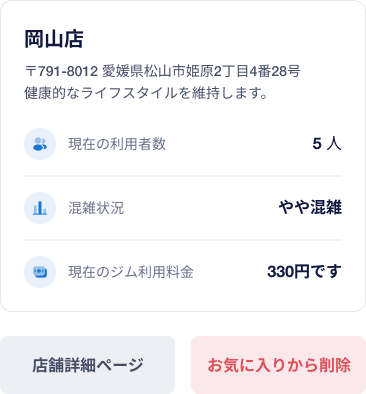 岡山店
〒791-8012 愛媛県松山市姫原2丁目4番28号
健康的なライフスタイルを維持します。
現在の利用者数 5 人
混雑状況 やや混雑
現在のジム利用料金 330円です
店舗詳細ページ お気に入りから削除